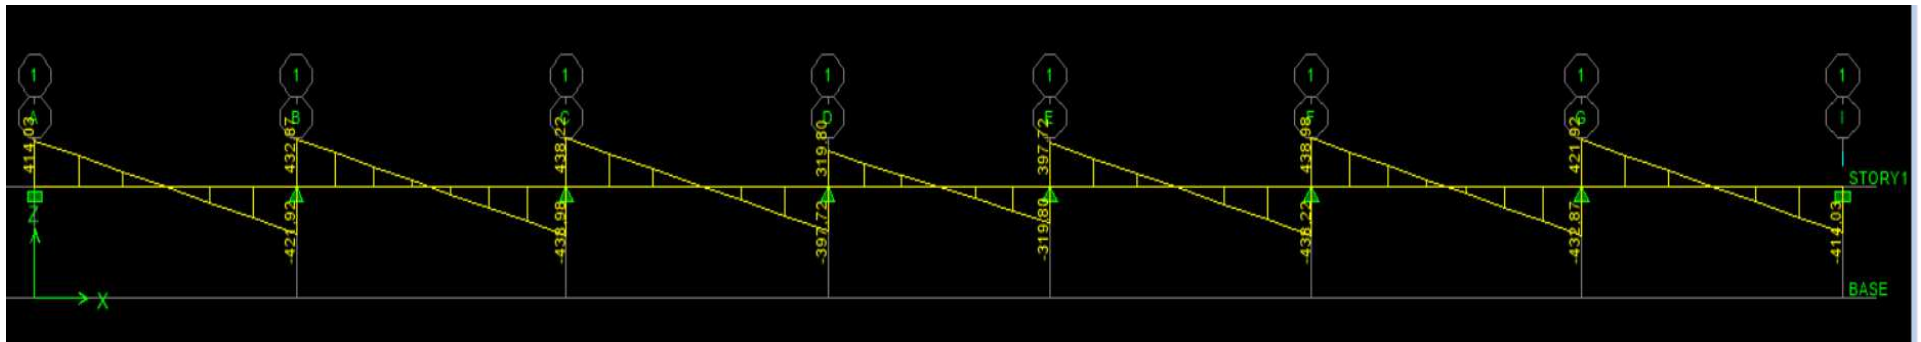 1 1 1 1 1 1 1 1
A B C D E F G I
414.03 432.87 438.22 319.80 397.72 438.98 421.92
STORY1
Z
-421.92 -438.98 -397.72 -319.80 -438.22 -432.87 -414.03
X
BASE